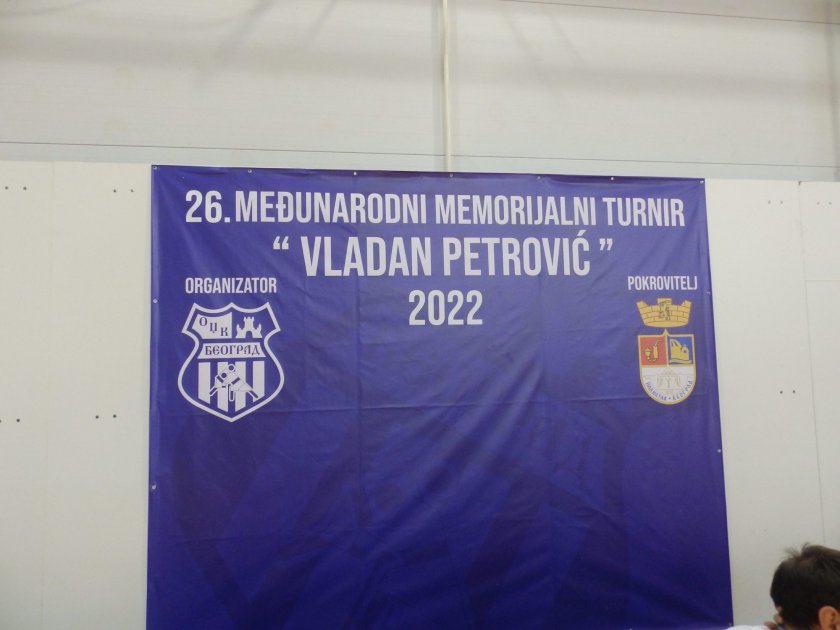 26. MEĐUNARODNI MEMORIJALNI TURNIR
“ VLADAN PETROVIĆ ”
2022
ORGANIZATOR
ОЏК
БЕОГРАД
POKROVITELJ